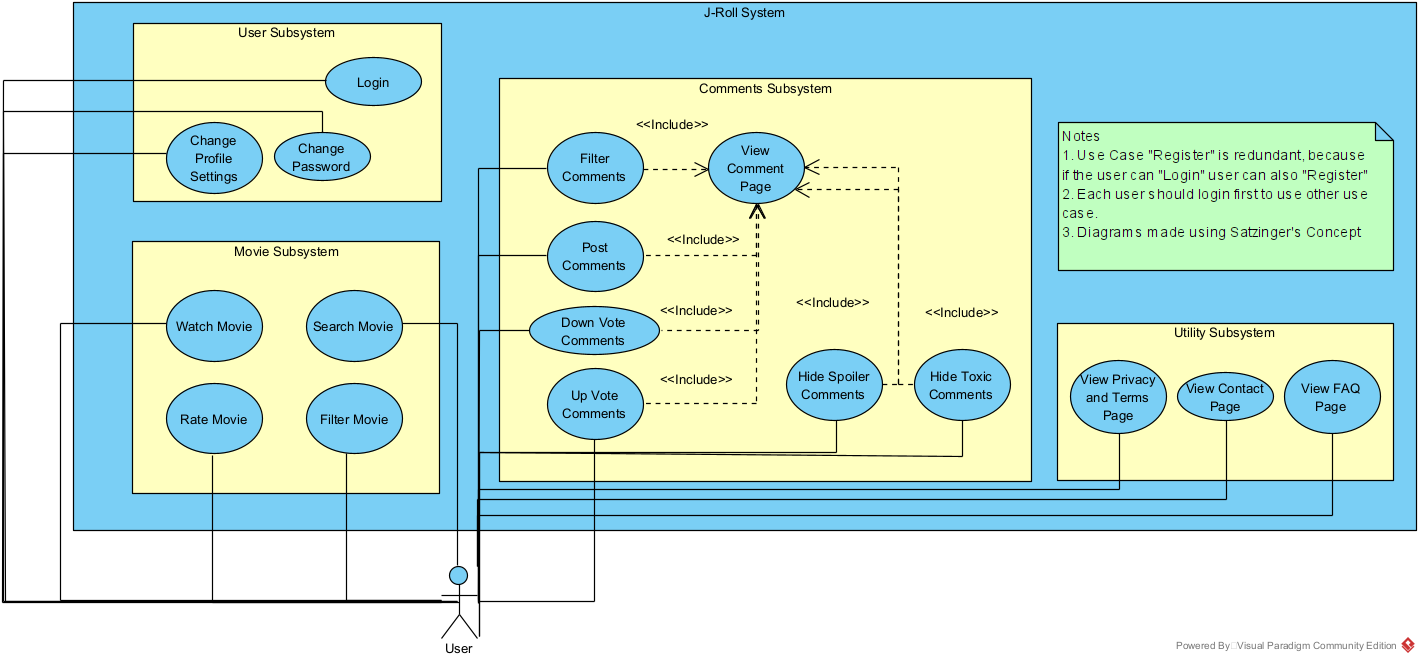 J-Roll System
User Subsystem
Login
Change
Profile
Settings
Change
Password
Movie Subsystem
Watch Movie
Search Movie
Rate Movie
Filter Movie
Comments Subsystem
<<Include>>
Filter
Comments
View
Comment
Page
Post
Comments
<<Include>>
Down Vote
Comments
<<Include>>
Up Vote
Comments
<<Include>>
<<Include>>
<<Include>>
Hide Spoiler
Comments
Hide Toxic
Comments
Notes
1. Use Case "Register" is redundant, because
if the user can "Login" user can also "Register"
2. Each user should login first to use other use
case.
3. Diagrams made using Satzinger's Concept
Utility Subsystem
View Privacy
and Terms
Page
View Contact
Page
View FAQ
Page
User
Powered By Visual Paradigm Community Edition